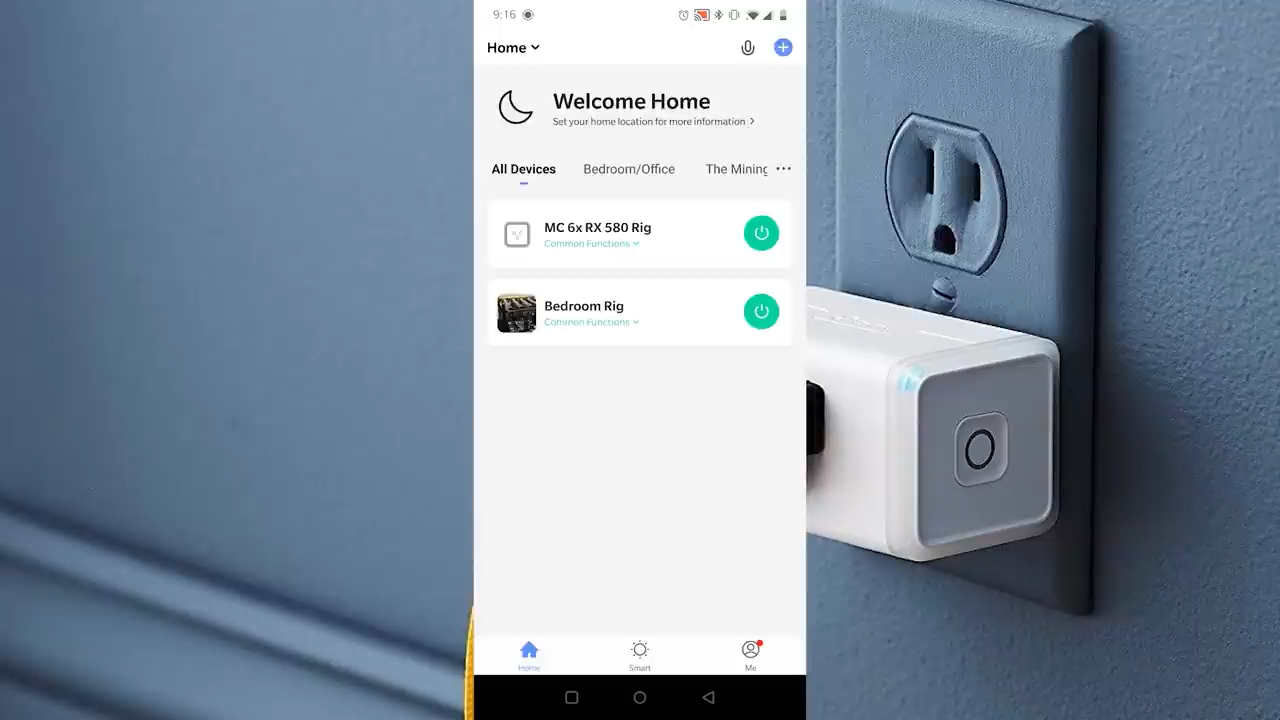 9:16
Home
Welcome Home
Set your home location for more information
All Devices
Bedroom/Office
The Mining
MC 6x RX 580 Rig
Common Functions
Bedroom Rig
Common Functions
Home
Smart
Me